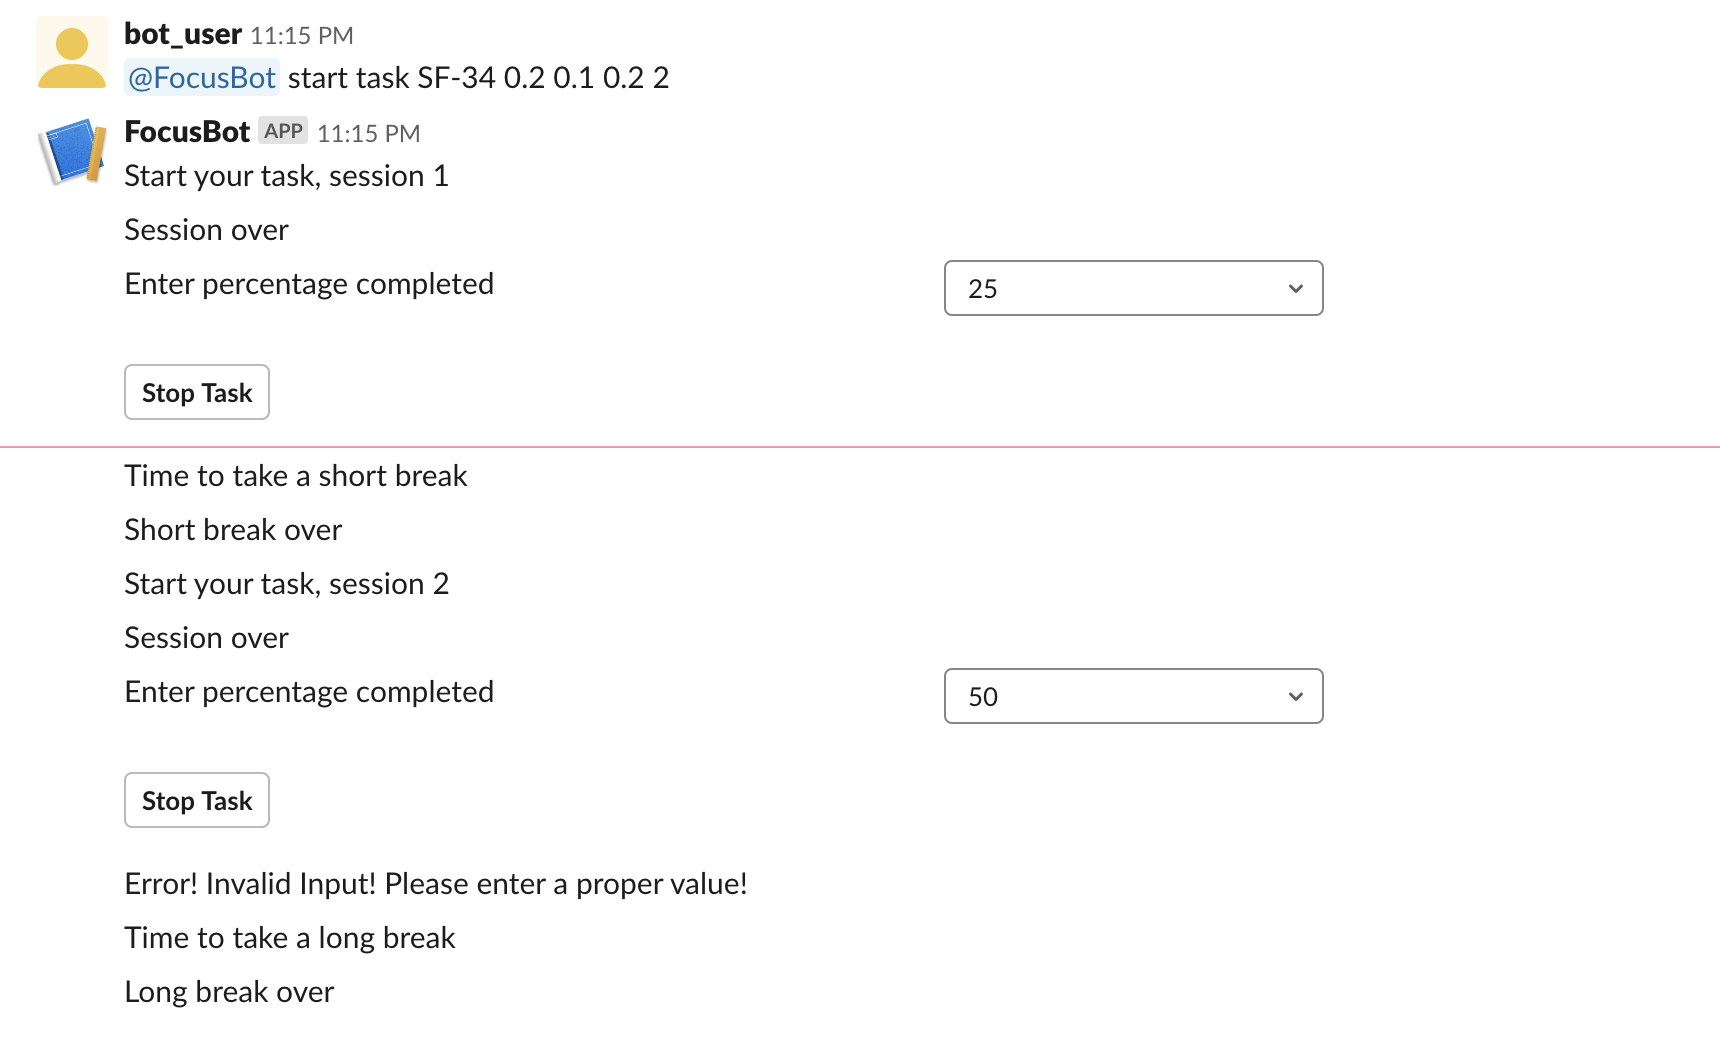 bot_user 11:15 PM
@FocusBot start task SF-34 0.2 0.1 0.2 2
FocusBot APP 11:15 PM
Start your task, session 1
Session over
Enter percentage completed 25
Stop Task
Time to take a short break
Short break over
Start your task, session 2
Session over
Enter percentage completed 50
Stop Task
Error! Invalid Input! Please enter a proper value!
Time to take a long break
Long break over